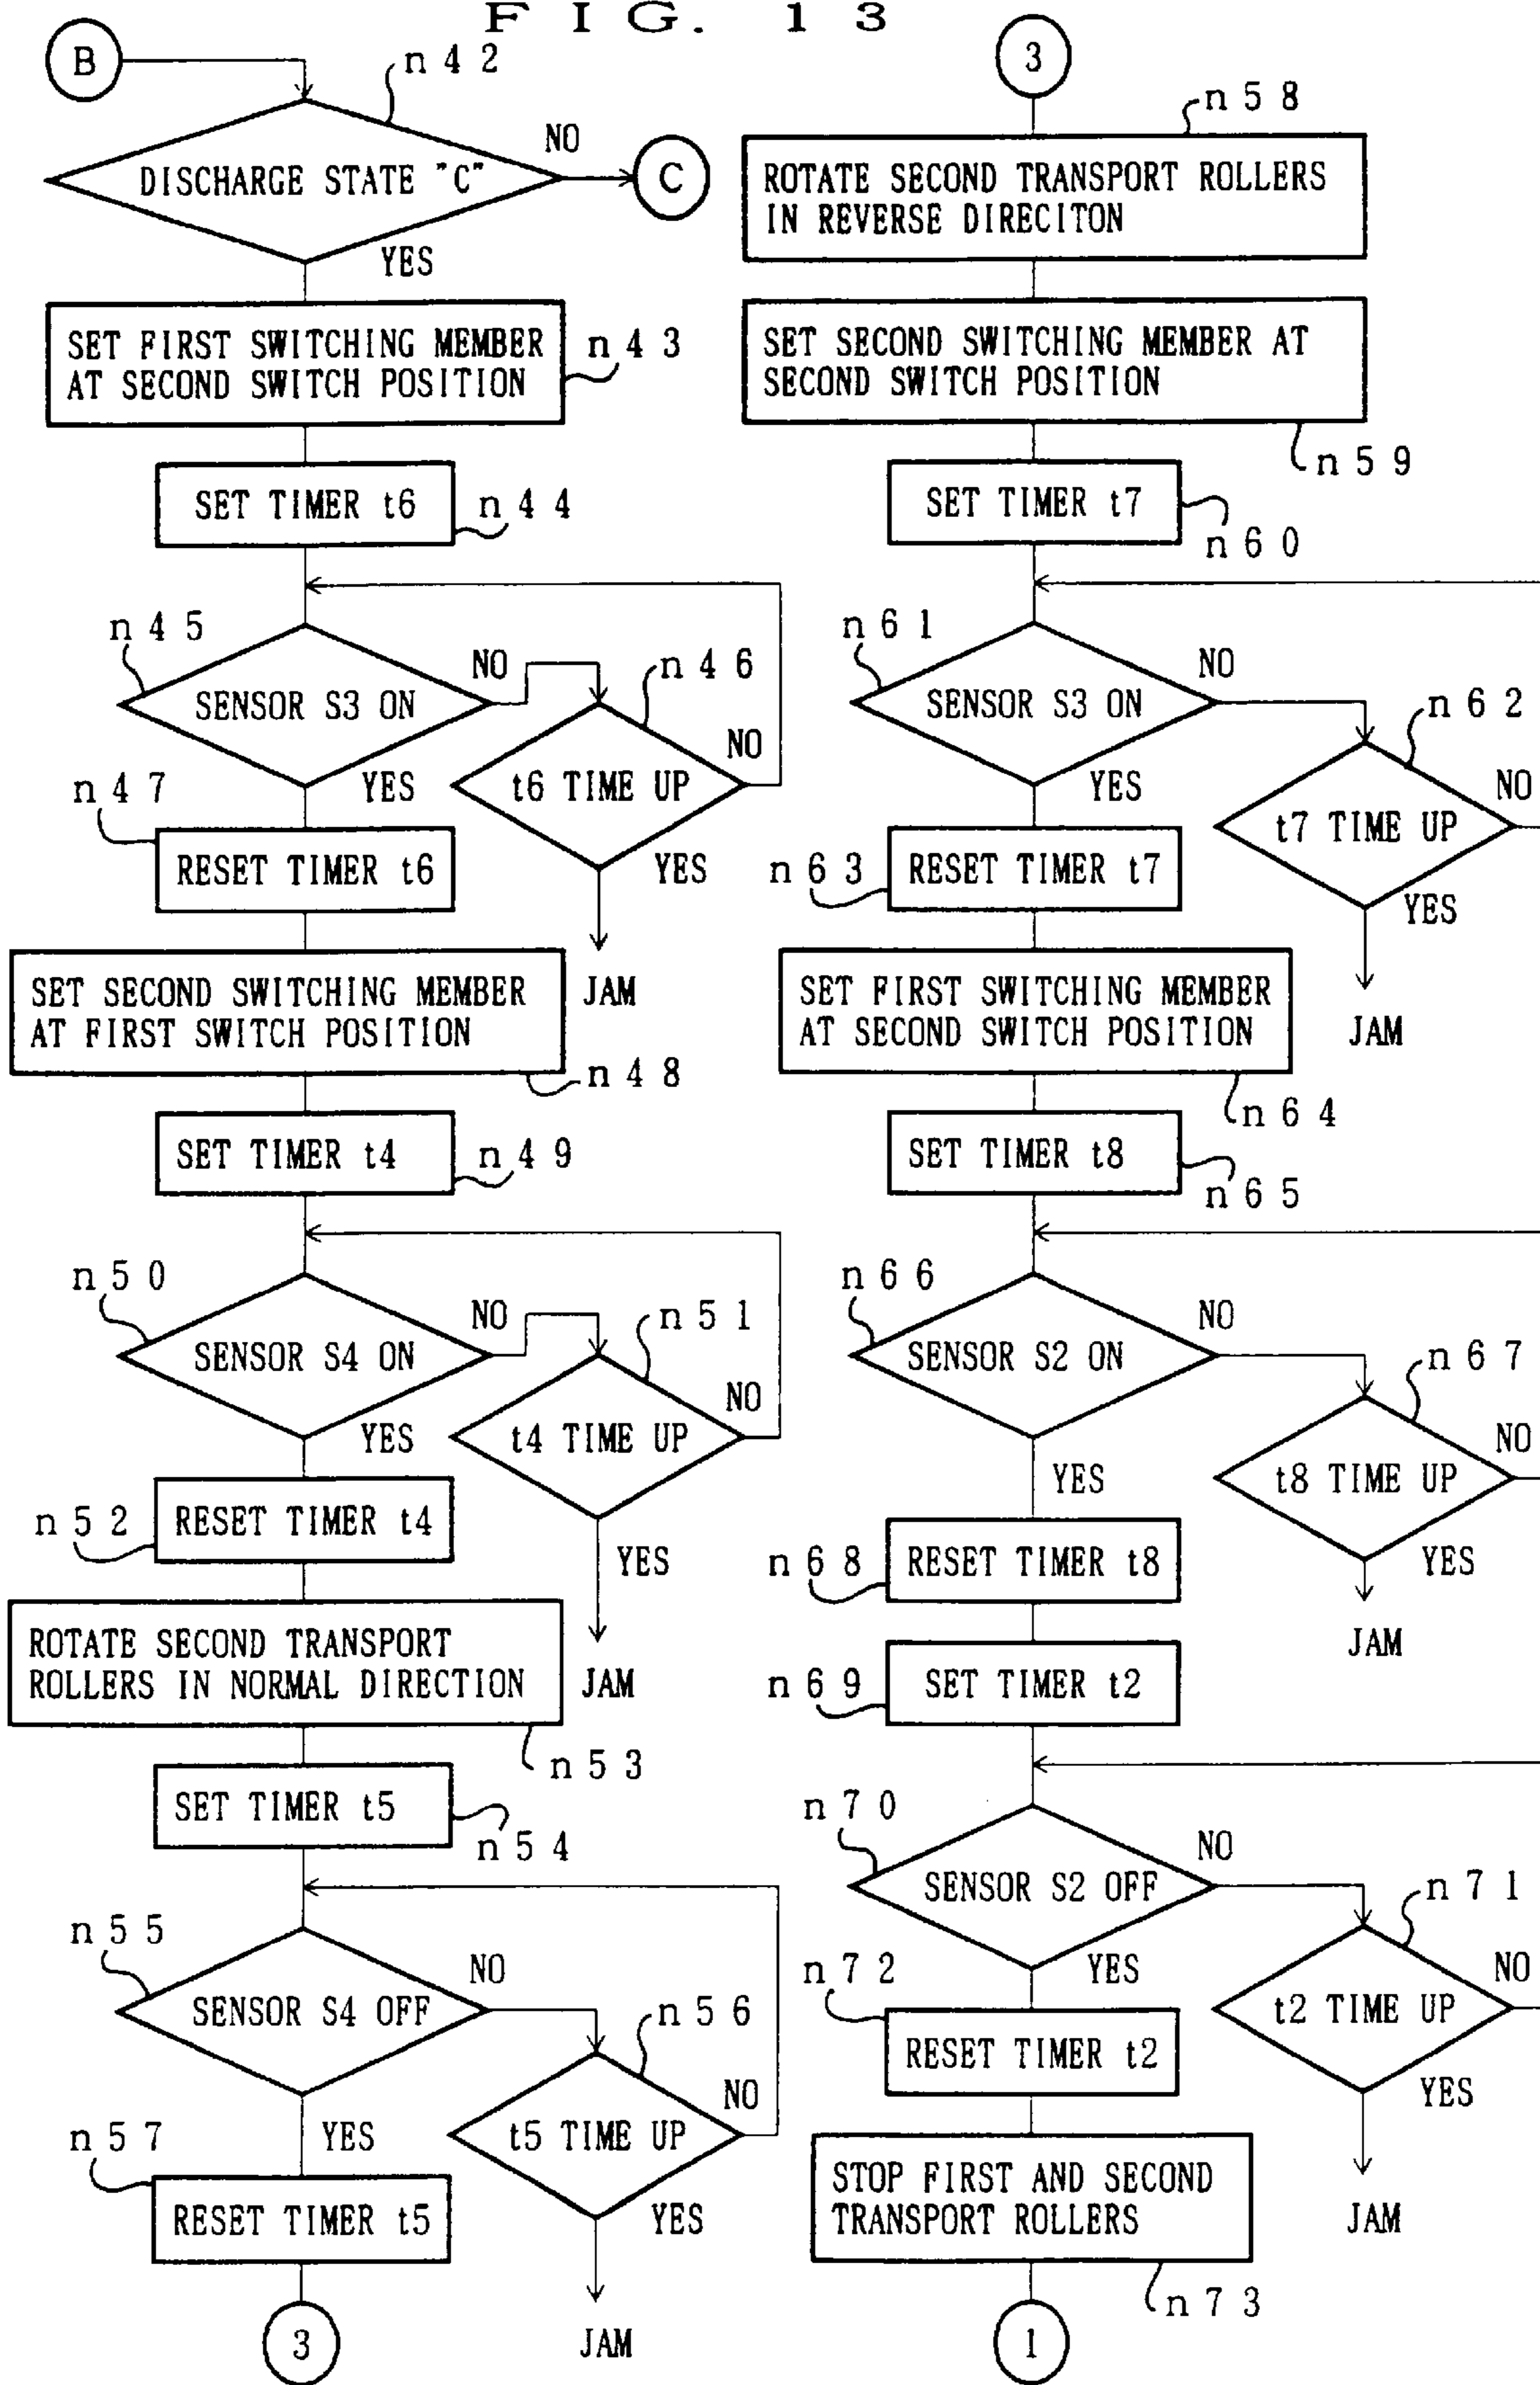 F I G. 1 3
B
n 4 2
DISCHARGE STATE "C"
NO
C
YES
SET FIRST SWITCHING MEMBER
AT SECOND SWITCH POSITION
n 4 3
SET TIMER t6
n 4 4
n 4 5
SENSOR S3 ON
NO
n 4 6
t6 TIME UP
NO
YES
YES
JAM
n 4 7
RESET TIMER t6
SET SECOND SWITCHING MEMBER
AT FIRST SWITCH POSITION
n 4 8
SET TIMER t4
n 4 9
n 5 0
SENSOR S4 ON
NO
n 5 1
t4 TIME UP
NO
YES
YES
JAM
n 5 2
RESET TIMER t4
ROTATE SECOND TRANSPORT
ROLLERS IN NORMAL DIRECTION
n 5 3
SET TIMER t5
n 5 4
n 5 5
SENSOR S4 OFF
NO
n 5 6
t5 TIME UP
NO
YES
YES
JAM
n 5 7
RESET TIMER t5
3
3
n 5 8
ROTATE SECOND TRANSPORT ROLLERS
IN REVERSE DIRECITON
SET SECOND SWITCHING MEMBER AT
SECOND SWITCH POSITION
n 5 9
SET TIMER t7
n 6 0
n 6 1
SENSOR S3 ON
NO
n 6 2
t7 TIME UP
NO
YES
YES
JAM
n 6 3
RESET TIMER t7
SET FIRST SWITCHING MEMBER
AT SECOND SWITCH POSITION
n 6 4
SET TIMER t8
n 6 5
n 6 6
SENSOR S2 ON
NO
n 6 7
t8 TIME UP
NO
YES
YES
JAM
n 6 8
RESET TIMER t8
n 6 9
SET TIMER t2
n 7 0
SENSOR S2 OFF
NO
n 7 1
t2 TIME UP
NO
YES
YES
JAM
n 7 2
RESET TIMER t2
STOP FIRST AND SECOND
TRANSPORT ROLLERS
n 7 3
1